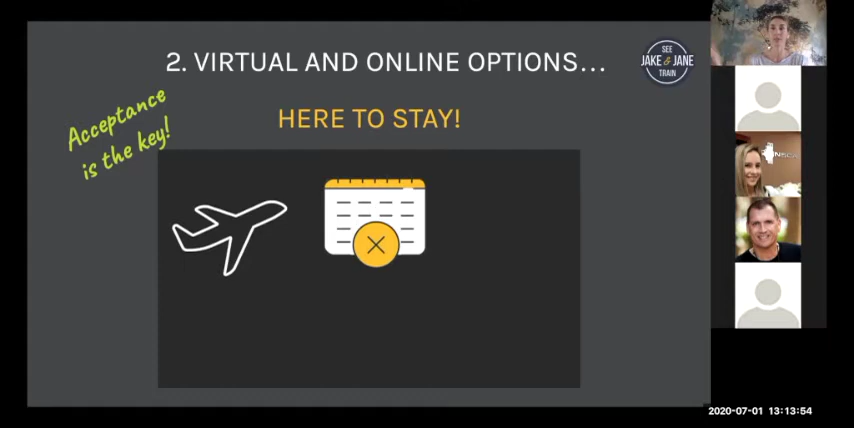 2. VIRTUAL AND ONLINE OPTIONS...
SEE
JAKE & JANE
TRAIN
Acceptance
is the key!
HERE TO STAY!
NSCA
2020-07-01 13:13:54